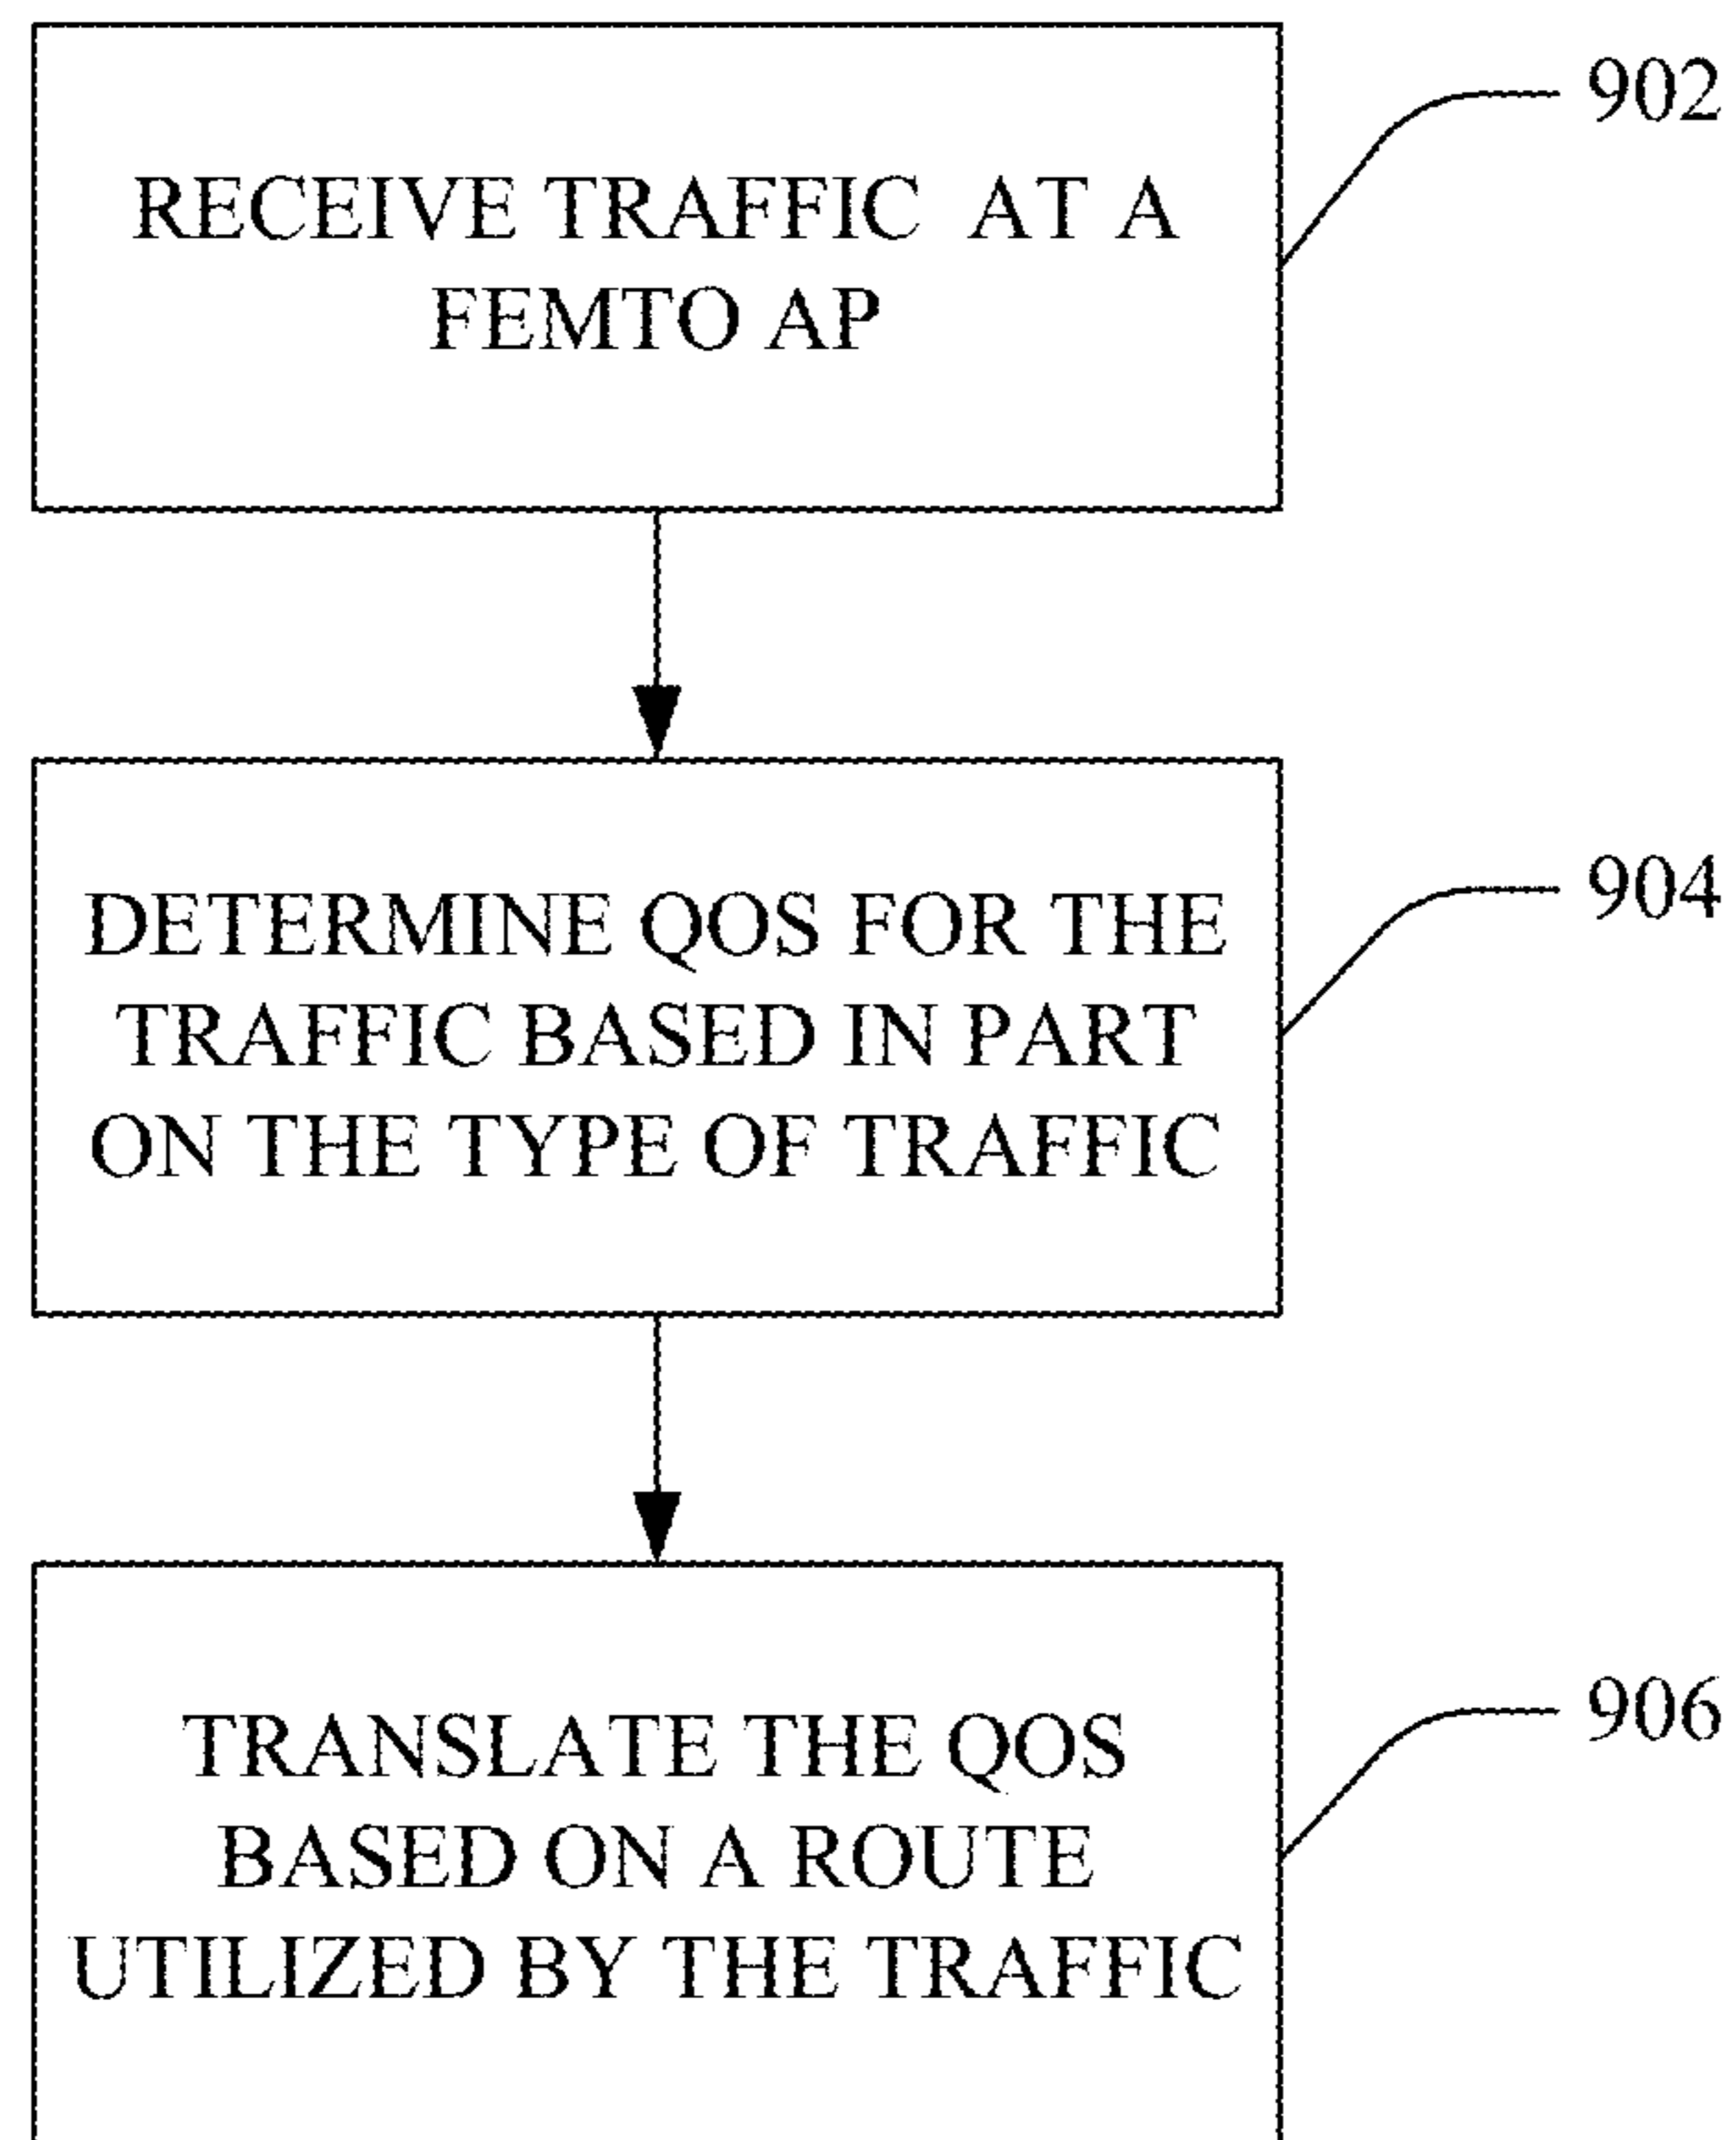 RECEIVE TRAFFIC AT A
FEMTO AP
902
DETERMINE QOS FOR THE
TRAFFIC BASED IN PART
ON THE TYPE OF TRAFFIC
904
TRANSLATE THE QOS
BASED ON A ROUTE
UTILIZED BY THE TRAFFIC
906